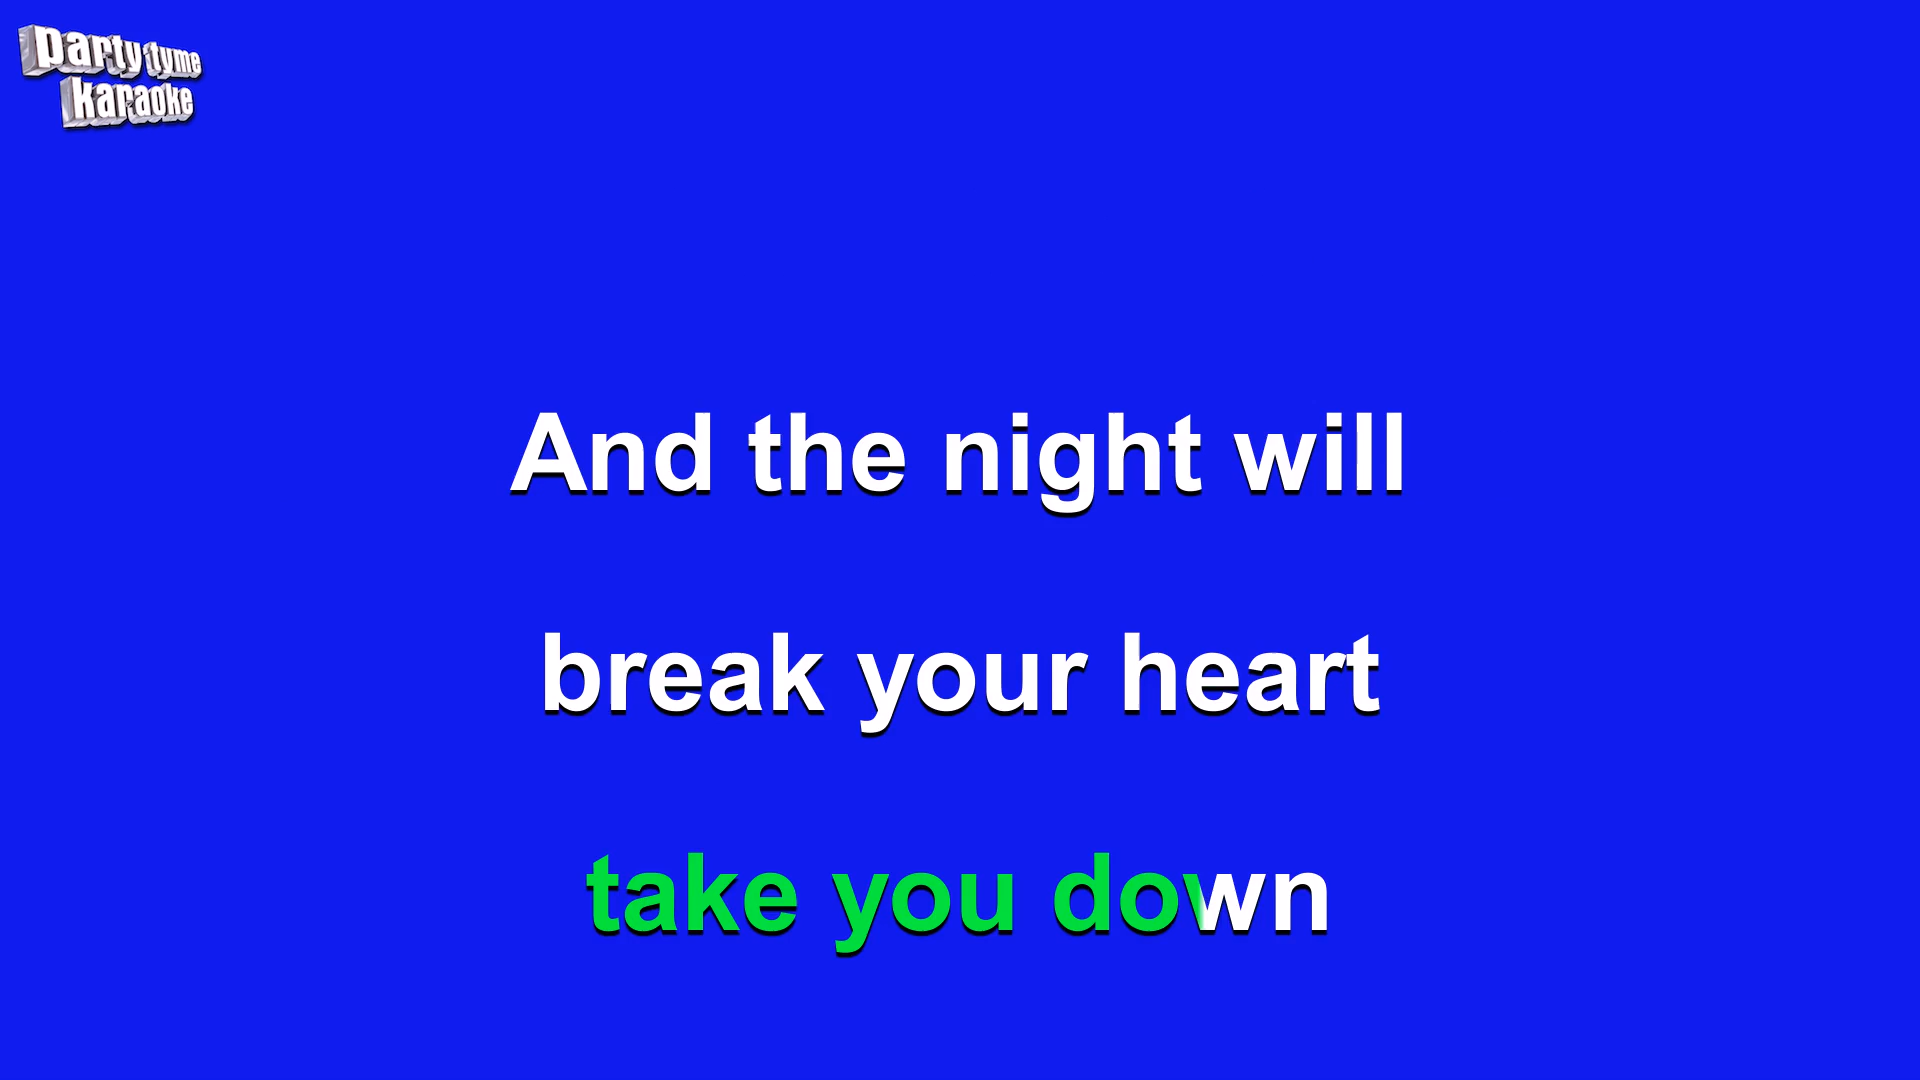 party tyme
karaoke
And the night will
break your heart
take you down